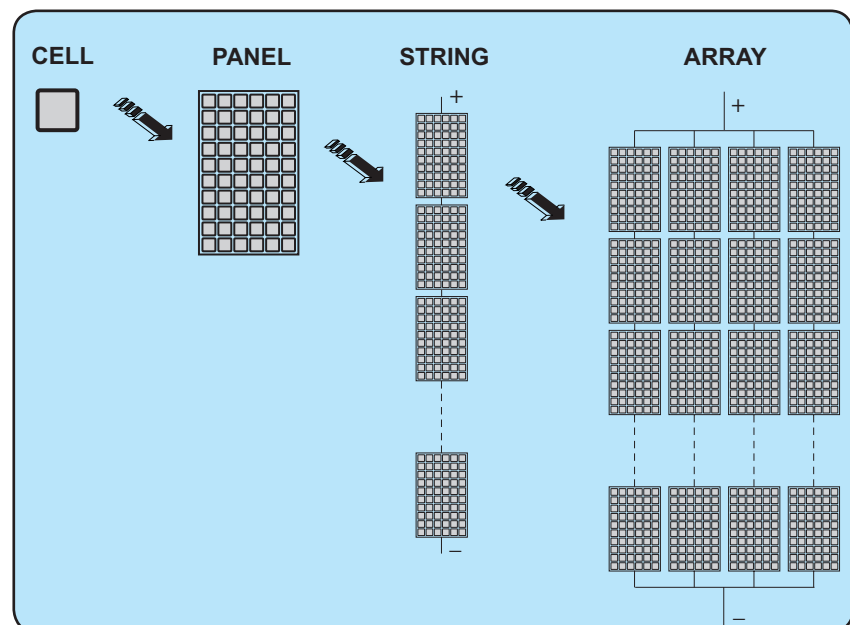 CELL PANEL STRING ARRAY
+ +
–
–